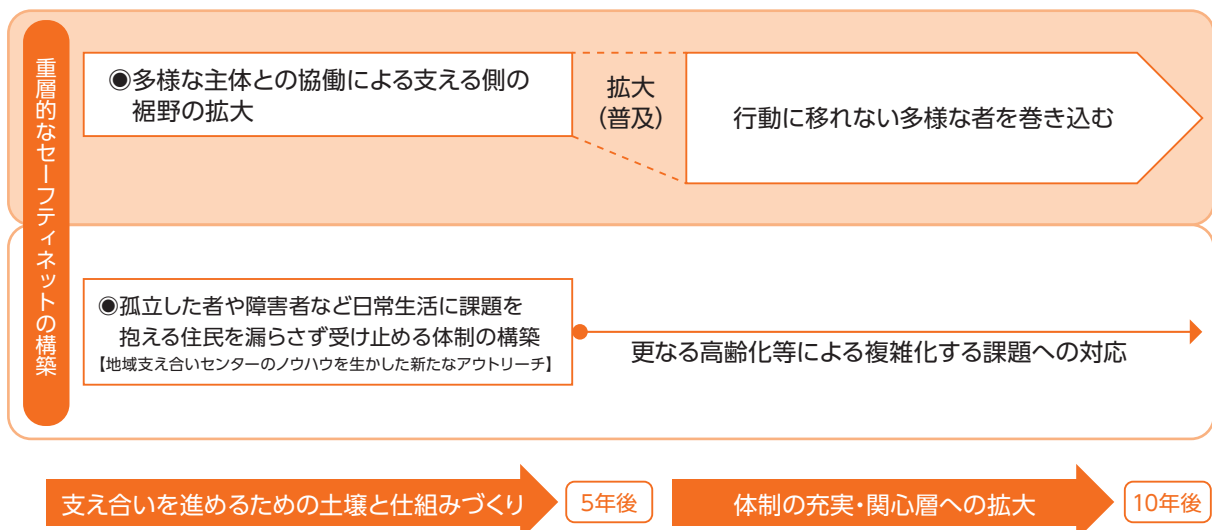 重層的なセーフティネットの構築
◉多様な主体との協働による支える側の
裾野の拡大
拡大
(普及)
行動に移れない多様な者を巻き込む
◉孤立した者や障害者など日常生活に課題を
抱える住民を漏らさず受け止める体制の構築
【地域支え合いセンターのノウハウを生かした新たなアウトリーチ】
更なる高齢化等による複雑化する課題への対応
支え合いを進めるための土壌と仕組みづくり
5年後
体制の充実・関心層への拡大
10年後